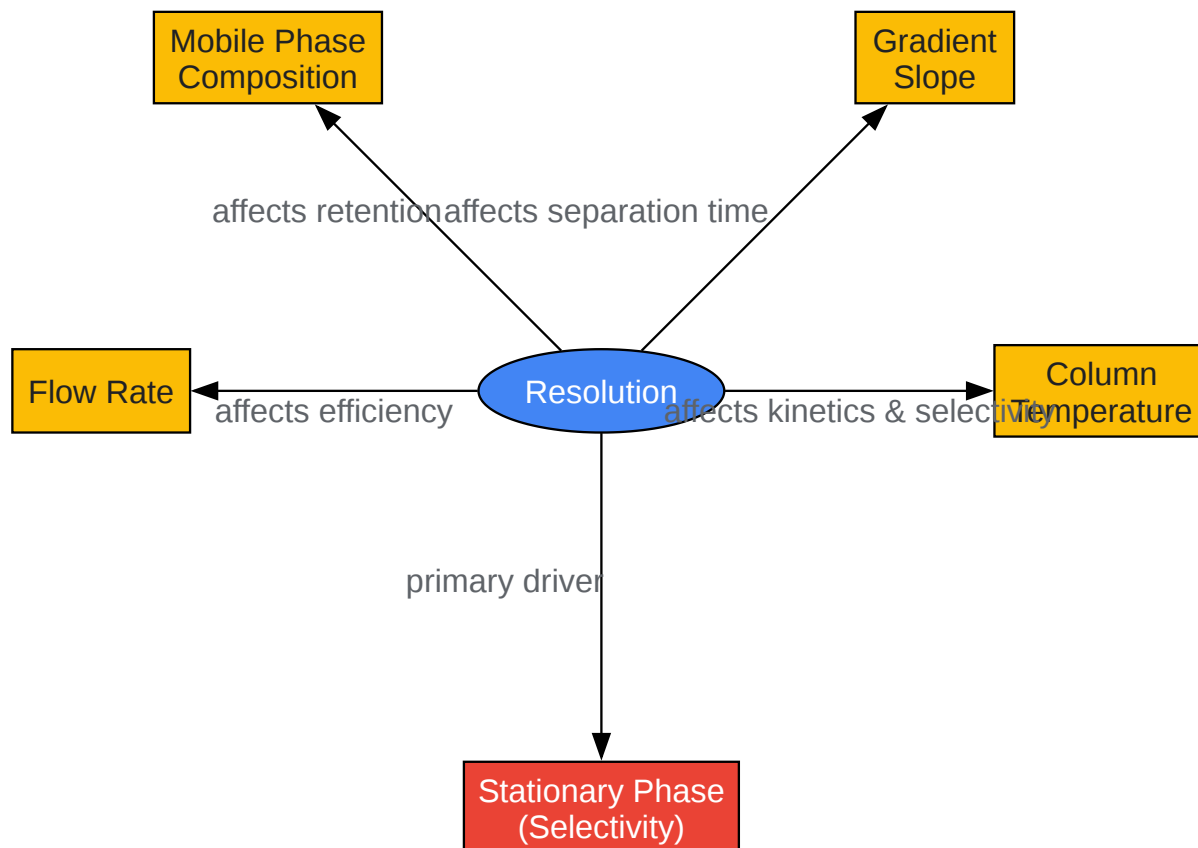 Mobile Phase
Composition
Gradient
Slope
affects retention
affects separation time
Flow Rate
affects efficiency
Resolution
affects kinetics & selectivity
Column
Temperature
primary driver
Stationary Phase
(Selectivity)